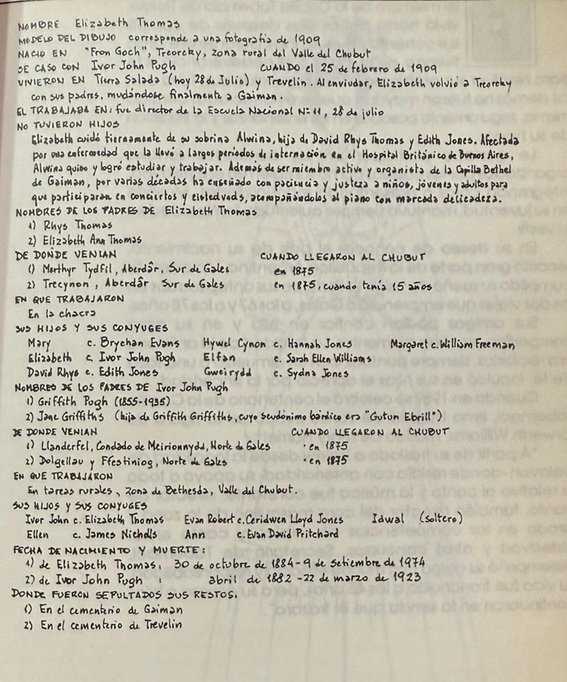 NOMBRE Elizabeth Thomas
MODELO DEL DIBUJO corresponde a una fotografía de 1909
NACIO EN "Fron Goch", Treorcky, zona rural del Valle del Chubut
SE CASO CON Ivor John Pugh CUANDO el 25 de febrero de 1909
VIVIERON EN Tierra Salada (hoy 28 de Julio) y Trevelin. Al enviudar, Elizabeth volvió a Treorky
con sus padres, mudándose finalmente a Gaiman.
EL TRABAJABA EN: fue director de la Escuela Nacional Nº 11, 28 de julio
NO TUVIERON HIJOS
Elizabeth cuidó tiernamente de su sobrina Alwina, hija de David Rhys Thomas y Edith Jones. Afectada
por una enfermedad que la llevó a largos períodos de internación en el Hospital Británico de Buenos Aires,
Alwina quiso y logró estudiar y trabajar. Además de ser miembro activo y organista de la Capilla Bethel
de Gaiman, por varias décadas ha enseñado con paciencia y justeza a niños, jóvenes y adultos para
que participaran en conciertos y eistedvods, acompañándolos al piano con marcada delicadeza.
NOMBRES DE LOS PADRES DE Elizabeth Thomas
1) Rhys Thomas
2) Elizabeth Ann Thomas
DE DONDE VENIAN CUANDO LLEGARON AL CHUBUT
1) Merthyr Tydfil, Aberdâr, Sur de Gales en 1875
2) Trecynon, Aberdâr, Sur de Gales en 1875, cuando tenía 15 años
EN QUE TRABAJARON
En la chacra
SUS HIJOS Y SUS CONYUGES
Mary c. Brychan Evans Hywel Cynon c. Hannah Jones Margaret c. William Freeman
Elizabeth c. Ivor John Pugh Elfan c. Sarah Ellen Williams
David Rhys c. Edith Jones Gweirydd c. Sydna Jones
NOMBRES DE LOS PADRES DE Ivor John Pugh
1) Griffith Pugh (1855-1935)
2) Jane Griffiths (hija de Griffith Griffiths, cuyo seudónimo bárdico era "Gutun Ebrill")
DE DONDE VENIAN CUANDO LLEGARON AL CHUBUT
1) Llanderfel, Condado de Meirionnydd, Norte de Gales · en 1875
2) Dolgellau y Ffestiniog, Norte de Gales · en 1875
EN QUE TRABAJARON
En tareas rurales, zona de Bethesda, Valle del Chubut.
SUS HIJOS Y SUS CONYUGES
Ivor John c. Elizabeth Thomas Evan Robert c. Ceridwen Lloyd Jones Idwal (soltero)
Ellen c. James Nicholls Ann c. Evan David Pritchard
FECHA DE NACIMIENTO Y MUERTE:
1) de Elizabeth Thomas: 30 de octubre de 1884 - 9 de Setiembre de 1974
2) de Ivor John Pugh : abril de 1882 - 22 de marzo de 1923
DONDE FUERON SEPULTADOS SUS RESTOS:
1) En el cementerio de Gaiman
2) En el cementerio de Trevelin